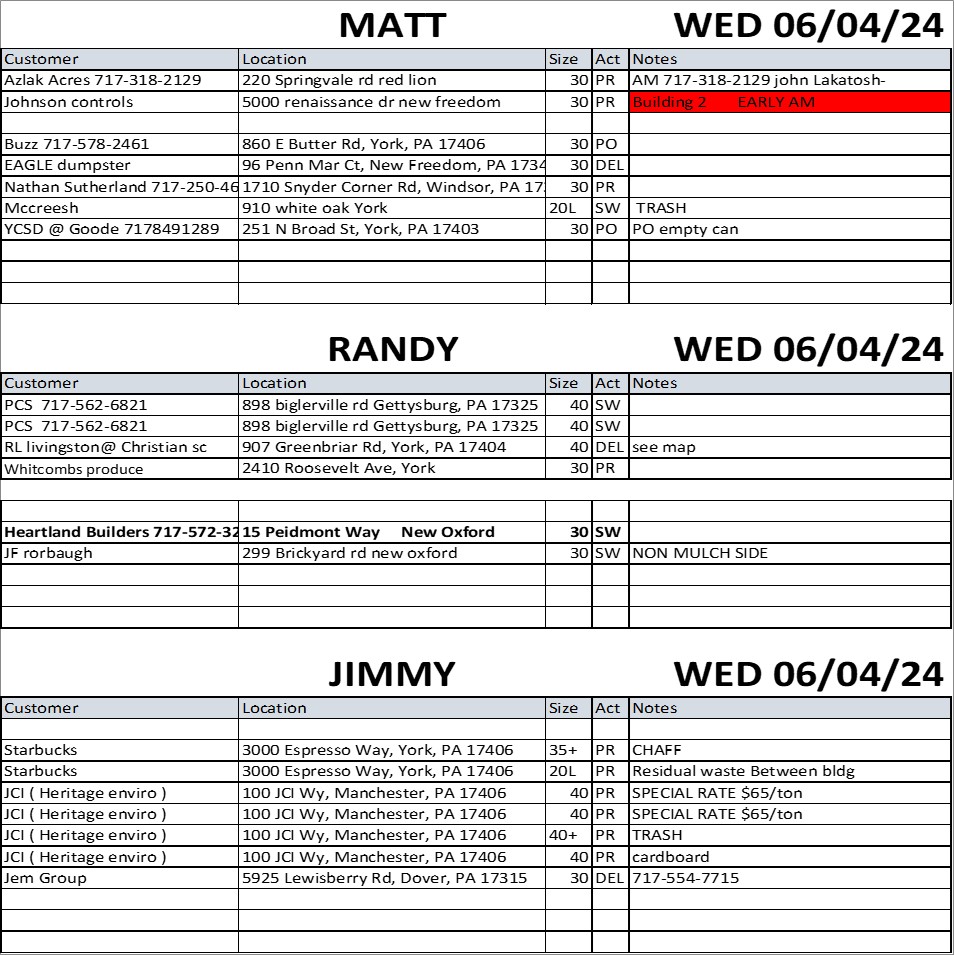 MATT WED 06/04/24
Customer Location Size Act Notes
Azlak Acres 717-318-2129 220 Springvale rd red lion 30 PR AM 717-318-2129 john Lakatosh-
Johnson controls 5000 renaissance dr new freedom 30 PR Building 2 EARLY AM
Buzz 717-578-2461 860 E Butter Rd, York, PA 17406 30 PO
EAGLE dumpster 96 Penn Mar Ct, New Freedom, PA 1734 30 DEL
Nathan Sutherland 717-250-46 1710 Snyder Corner Rd, Windsor, PA 17 30 PR
Mccreesh 910 white oak York 20L SW TRASH
YCSD @ Goode 7178491289 251 N Broad St, York, PA 17403 30 PO PO empty can
RANDY WED 06/04/24
Customer Location Size Act Notes
PCS 717-562-6821 898 biglerville rd Gettysburg, PA 17325 40 SW
PCS 717-562-6821 898 biglerville rd Gettysburg, PA 17325 40 SW
RL livingston@ Christian sc 907 Greenbriar Rd, York, PA 17404 40 DEL see map
Whitcombs produce 2410 Roosevelt Ave, York 30 PR
Heartland Builders 717-572-32 15 Peidmont Way New Oxford 30 SW
JF rorbaugh 299 Brickyard rd new oxford 30 SW NON MULCH SIDE
JIMMY WED 06/04/24
Customer Location Size Act Notes
Starbucks 3000 Espresso Way, York, PA 17406 35+ PR CHAFF
Starbucks 3000 Espresso Way, York, PA 17406 20L PR Residual waste Between bldg
JCI ( Heritage enviro ) 100 JCI Wy, Manchester, PA 17406 40 PR SPECIAL RATE $65/ton
JCI ( Heritage enviro ) 100 JCI Wy, Manchester, PA 17406 40 PR SPECIAL RATE $65/ton
JCI ( Heritage enviro ) 100 JCI Wy, Manchester, PA 17406 40+ PR TRASH
JCI ( Heritage enviro ) 100 JCI Wy, Manchester, PA 17406 40 PR cardboard
Jem Group 5925 Lewisberry Rd, Dover, PA 17315 30 DEL 717-554-7715